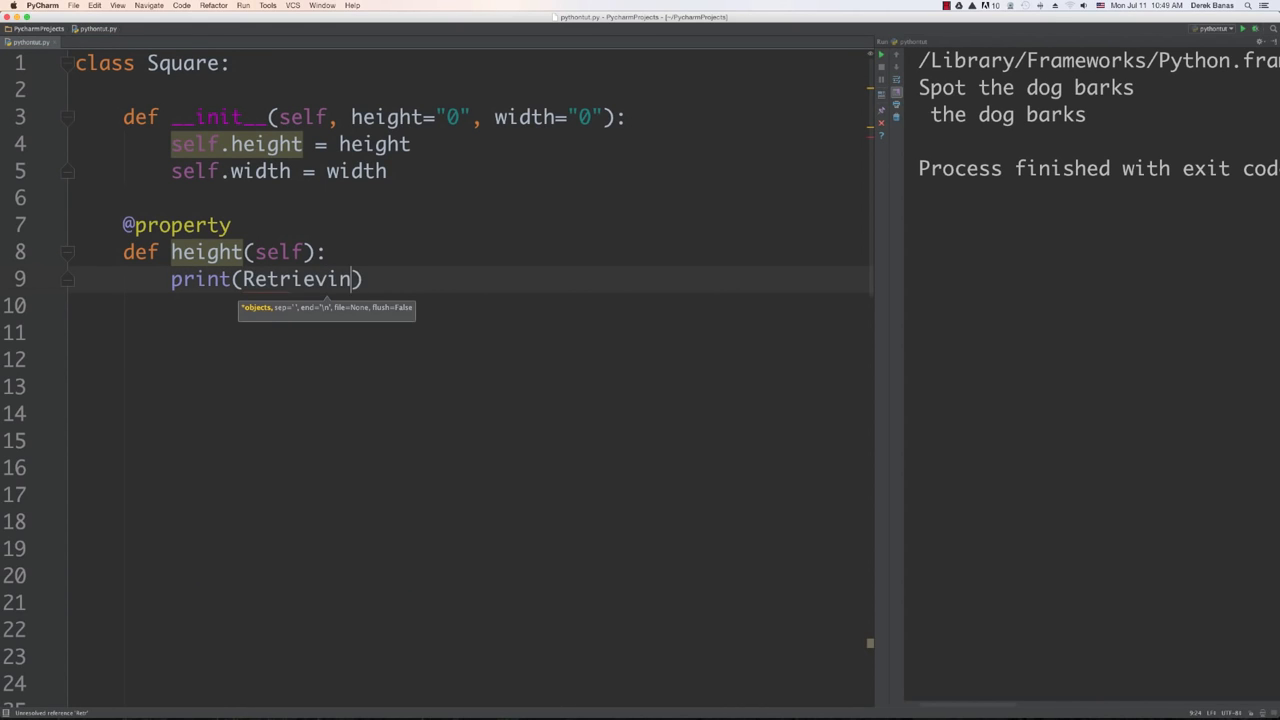 PyCharm File Edit View Navigate Code Refactor Run Tools VCS Window Help 10 Mon Jul 11 10:49 AM Derek Banas
pythontut.py - PyCharmProjects - [~/PycharmProjects]
PycharmProjects pythontut.py pythontut
pythontut.py Run pythontut
1 class Square:
2
3 def __init__(self, height="0", width="0"):
4 self.height = height
5 self.width = width
6
7 @property
8 def height(self):
9 print(Retrievin)
*objects, sep=' ', end='\n', file=None, flush=False
10
11
12
13
14
15
16
17
18
19
20
21
22
23
24
25
/Library/Frameworks/Python.fra
Spot the dog barks
the dog barks
Process finished with exit cod
Unresolved reference 'Retr' 9:24 LF UTF-8